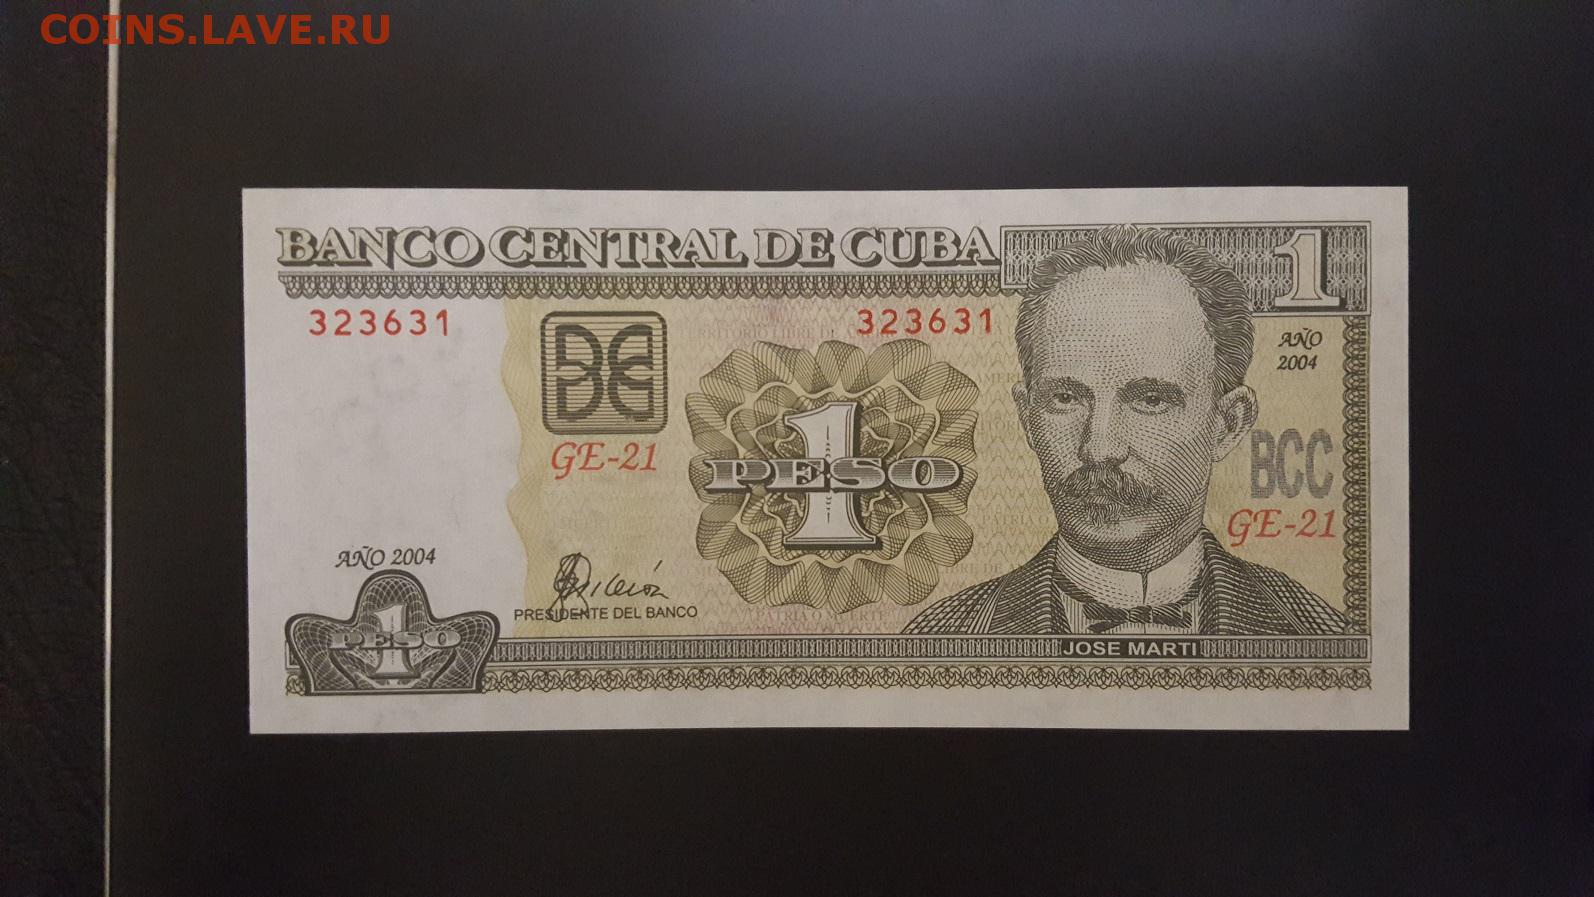 COINS.LAVE.RU
BANCO CENTRAL DE CUBA
1
323631
323631
AÑO
2004
GE-21
1
PESO
BCC
GE-21
AÑO 2004
PRESIDENTE DEL BANCO
1
PESO
JOSE MARTI